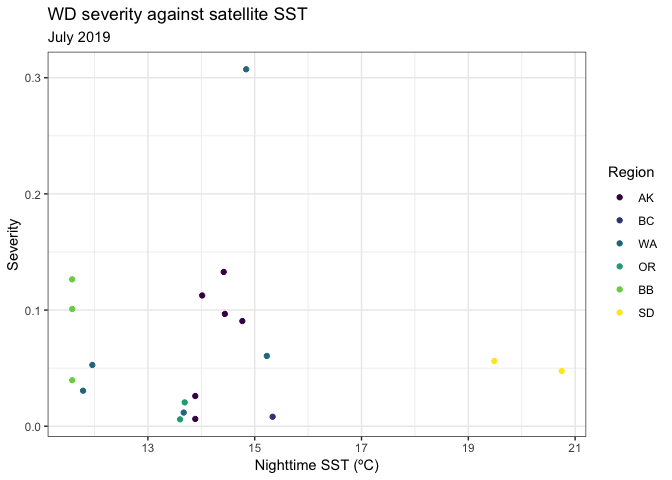 WD severity against satellite SST
July 2019
0.3
0.2
0.1
0.0
Severity
13 15 17 19 21
Nighttime SST (ºC)
Region
AK
BC
WA
OR
BB
SD